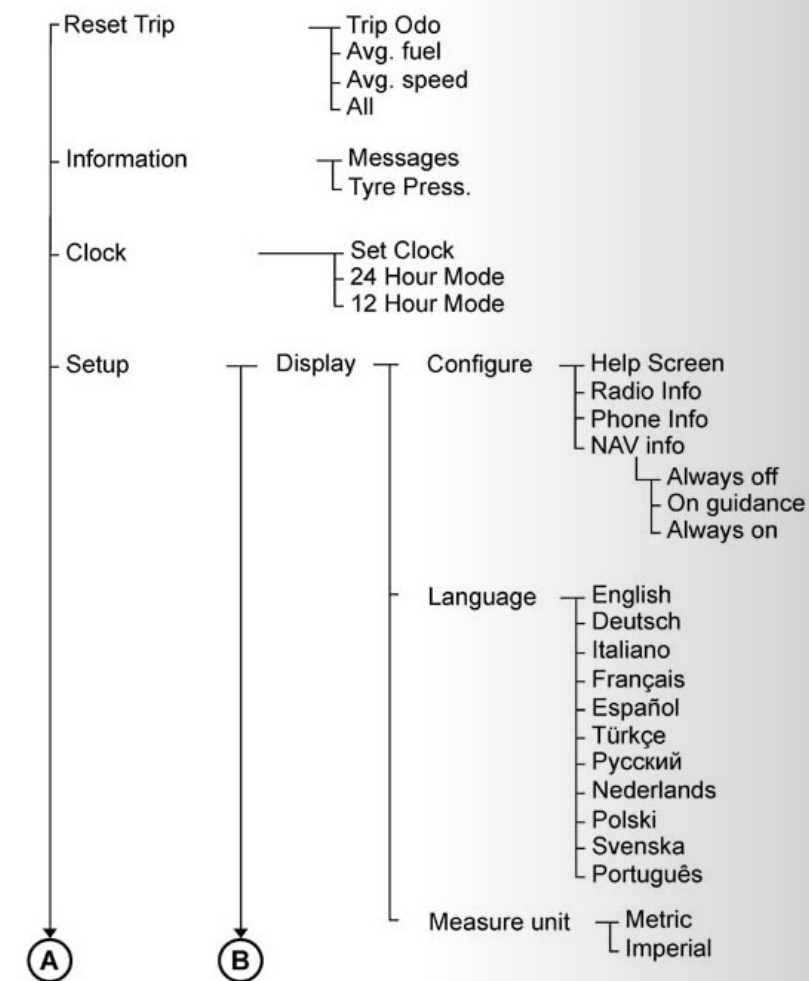 Reset Trip
Trip Odo
Avg. fuel
Avg. speed
All
Information
Messages
Tyre Press.
Clock
Set Clock
24 Hour Mode
12 Hour Mode
Setup
Display
Configure
Help Screen
Radio Info
Phone Info
NAV info
Always off
On guidance
Always on
Language
English
Deutsch
Italiano
Français
Español
Türkçe
Русский
Nederlands
Polski
Svenska
Português
Measure unit
Metric
Imperial
A
B